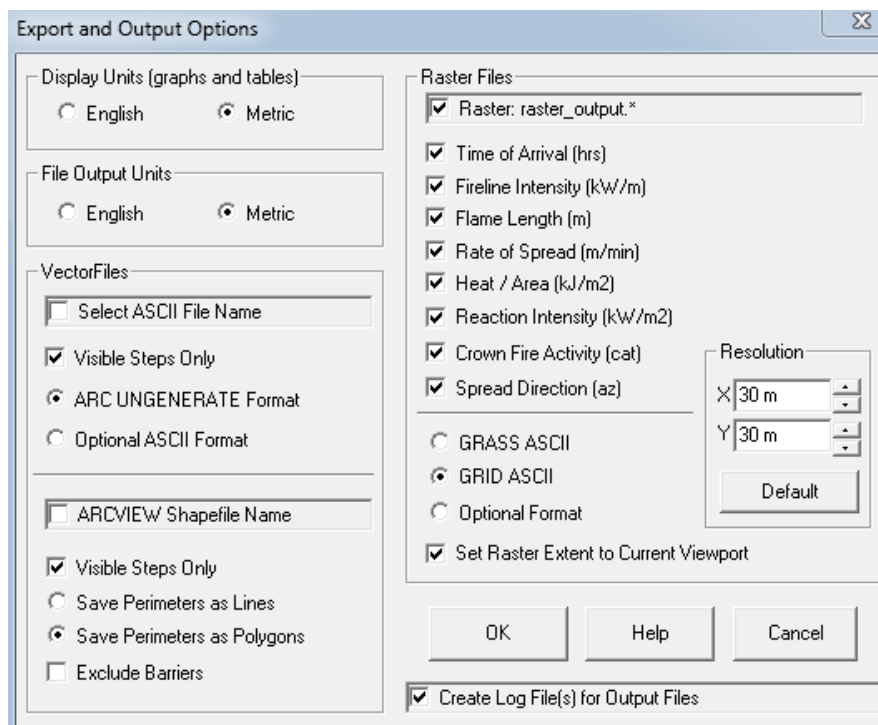 Export and Output Options
Display Units (graphs and tables)
English Metric
File Output Units
English Metric
VectorFiles
Select ASCII File Name
Visible Steps Only
ARC UNGENERATE Format
Optional ASCII Format
ARCVIEW Shapefile Name
Visible Steps Only
Save Perimeters as Lines
Save Perimeters as Polygons
Exclude Barriers
Raster Files
Raster: raster_output.*
Time of Arrival (hrs)
Fireline Intensity (kW/m)
Flame Length (m)
Rate of Spread (m/min)
Heat / Area (kJ/m2)
Reaction Intensity (kW/m2)
Crown Fire Activity (cat)
Spread Direction (az)
GRASS ASCII
GRID ASCII
Optional Format
Resolution
X 30 m
Y 30 m
Default
Set Raster Extent to Current Viewport
OK Help Cancel
Create Log File(s) for Output Files